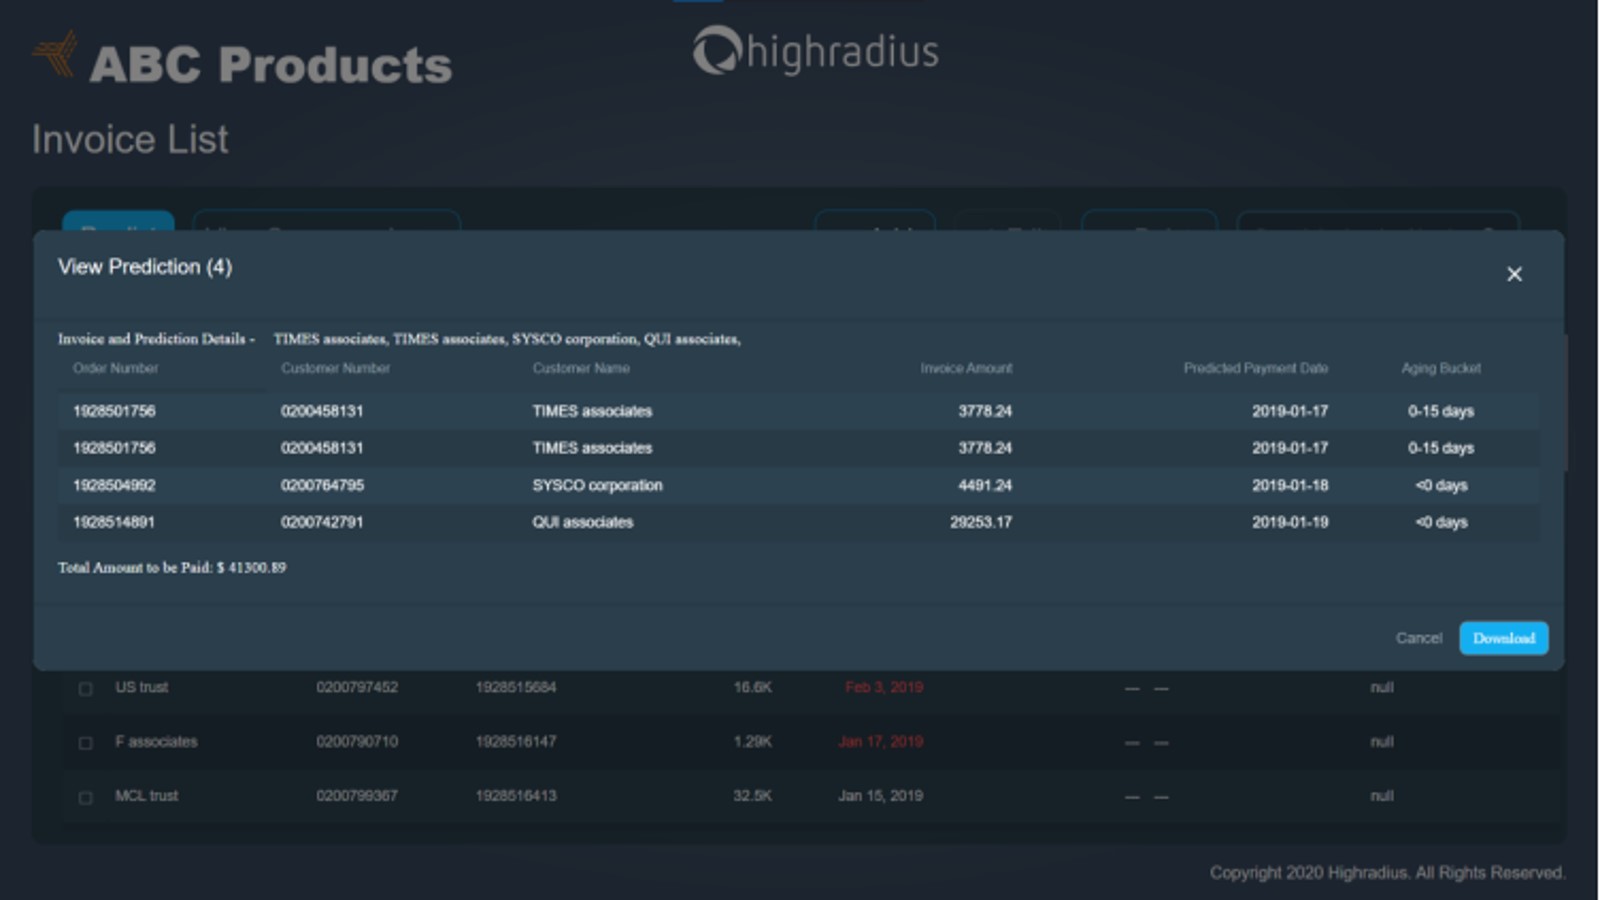 ABC Products
highradius
Invoice List
View Prediction (4)
Invoice and Prediction Details - TIMES associates, TIMES associates, SYSCO corporation, QUI associates,
Order Number Customer Number Customer Name Invoice Amount Predicted Payment Date Aging Bucket
1928501756 0200458131 TIMES associates 3778.24 2019-01-17 0-15 days
1928501756 0200458131 TIMES associates 3778.24 2019-01-17 0-15 days
1928504992 0200764795 SYSCO corporation 4491.24 2019-01-18 <0 days
1928514891 0200742791 QUI associates 29253.17 2019-01-19 <0 days
Total Amount to be Paid: $ 41300.89
Cancel Download
US trust 0200797452 1928515684 16.6K Feb 3, 2019 — — null
F associates 0200790710 1928516147 1.29K Jan 17, 2019 — — null
MCL trust 0200799367 1928516413 32.5K Jan 15, 2019 — — null
Copyright 2020 Highradius. All Rights Reserved.